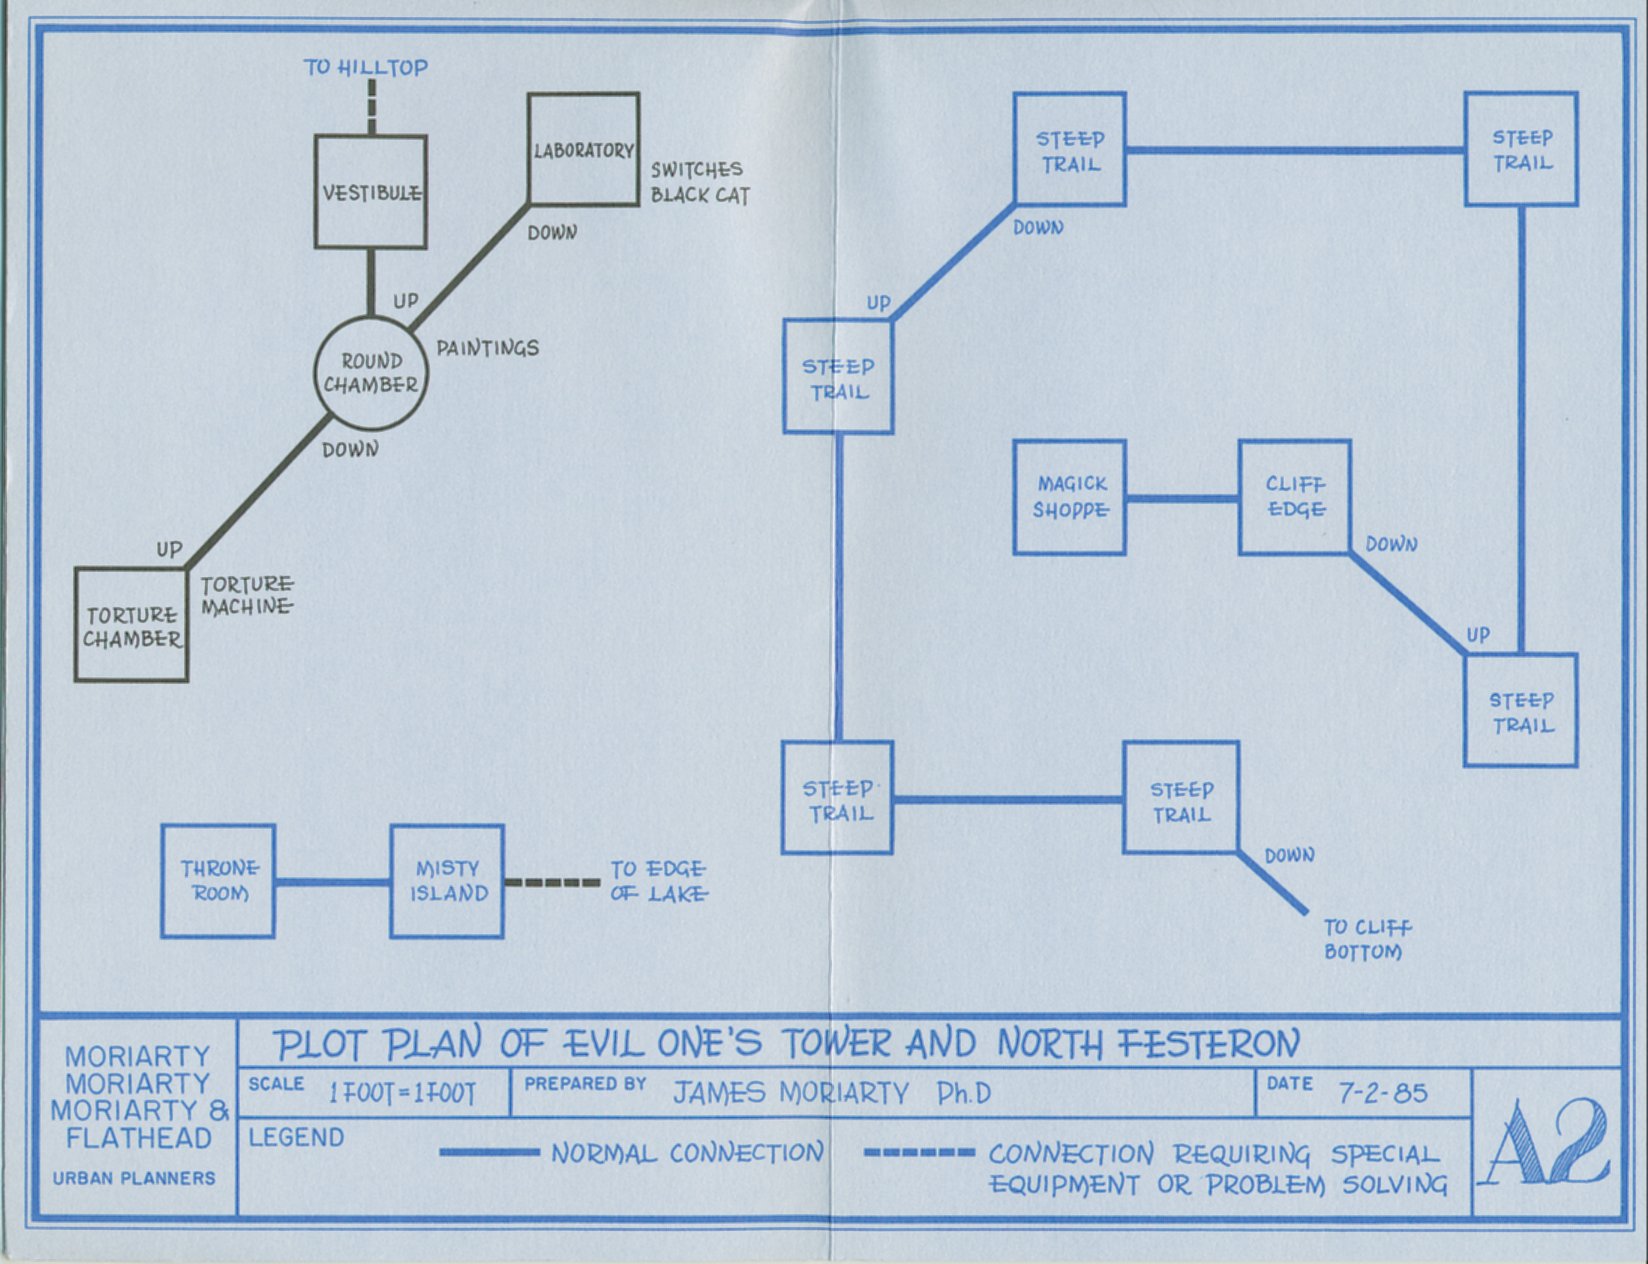 TO HILLTOP
VESTIBULE
LABORATORY
SWITCHES
BLACK CAT
DOWN
UP
ROUND
CHAMBER
PAINTINGS
DOWN
UP
TORTURE
CHAMBER
TORTURE
MACHINE
THRONE
ROOM
MISTY
ISLAND
TO EDGE
OF LAKE
STEEP
TRAIL
STEEP
TRAIL
DOWN
UP
STEEP
TRAIL
MAGICK
SHOPPE
CLIFF
EDGE
DOWN
UP
STEEP
TRAIL
STEEP
TRAIL
STEEP
TRAIL
DOWN
TO CLIFF
BOTTOM
MORIARTY
MORIARTY
MORIARTY &
FLATHEAD
URBAN PLANNERS
PLOT PLAN OF EVIL ONE'S TOWER AND NORTH FESTERON
SCALE 1 FOOT = 1 FOOT
PREPARED BY JAMES MORIARTY Ph.D
DATE 7-2-85
LEGEND
NORMAL CONNECTION
CONNECTION REQUIRING SPECIAL
EQUIPMENT OR PROBLEM SOLVING
A2